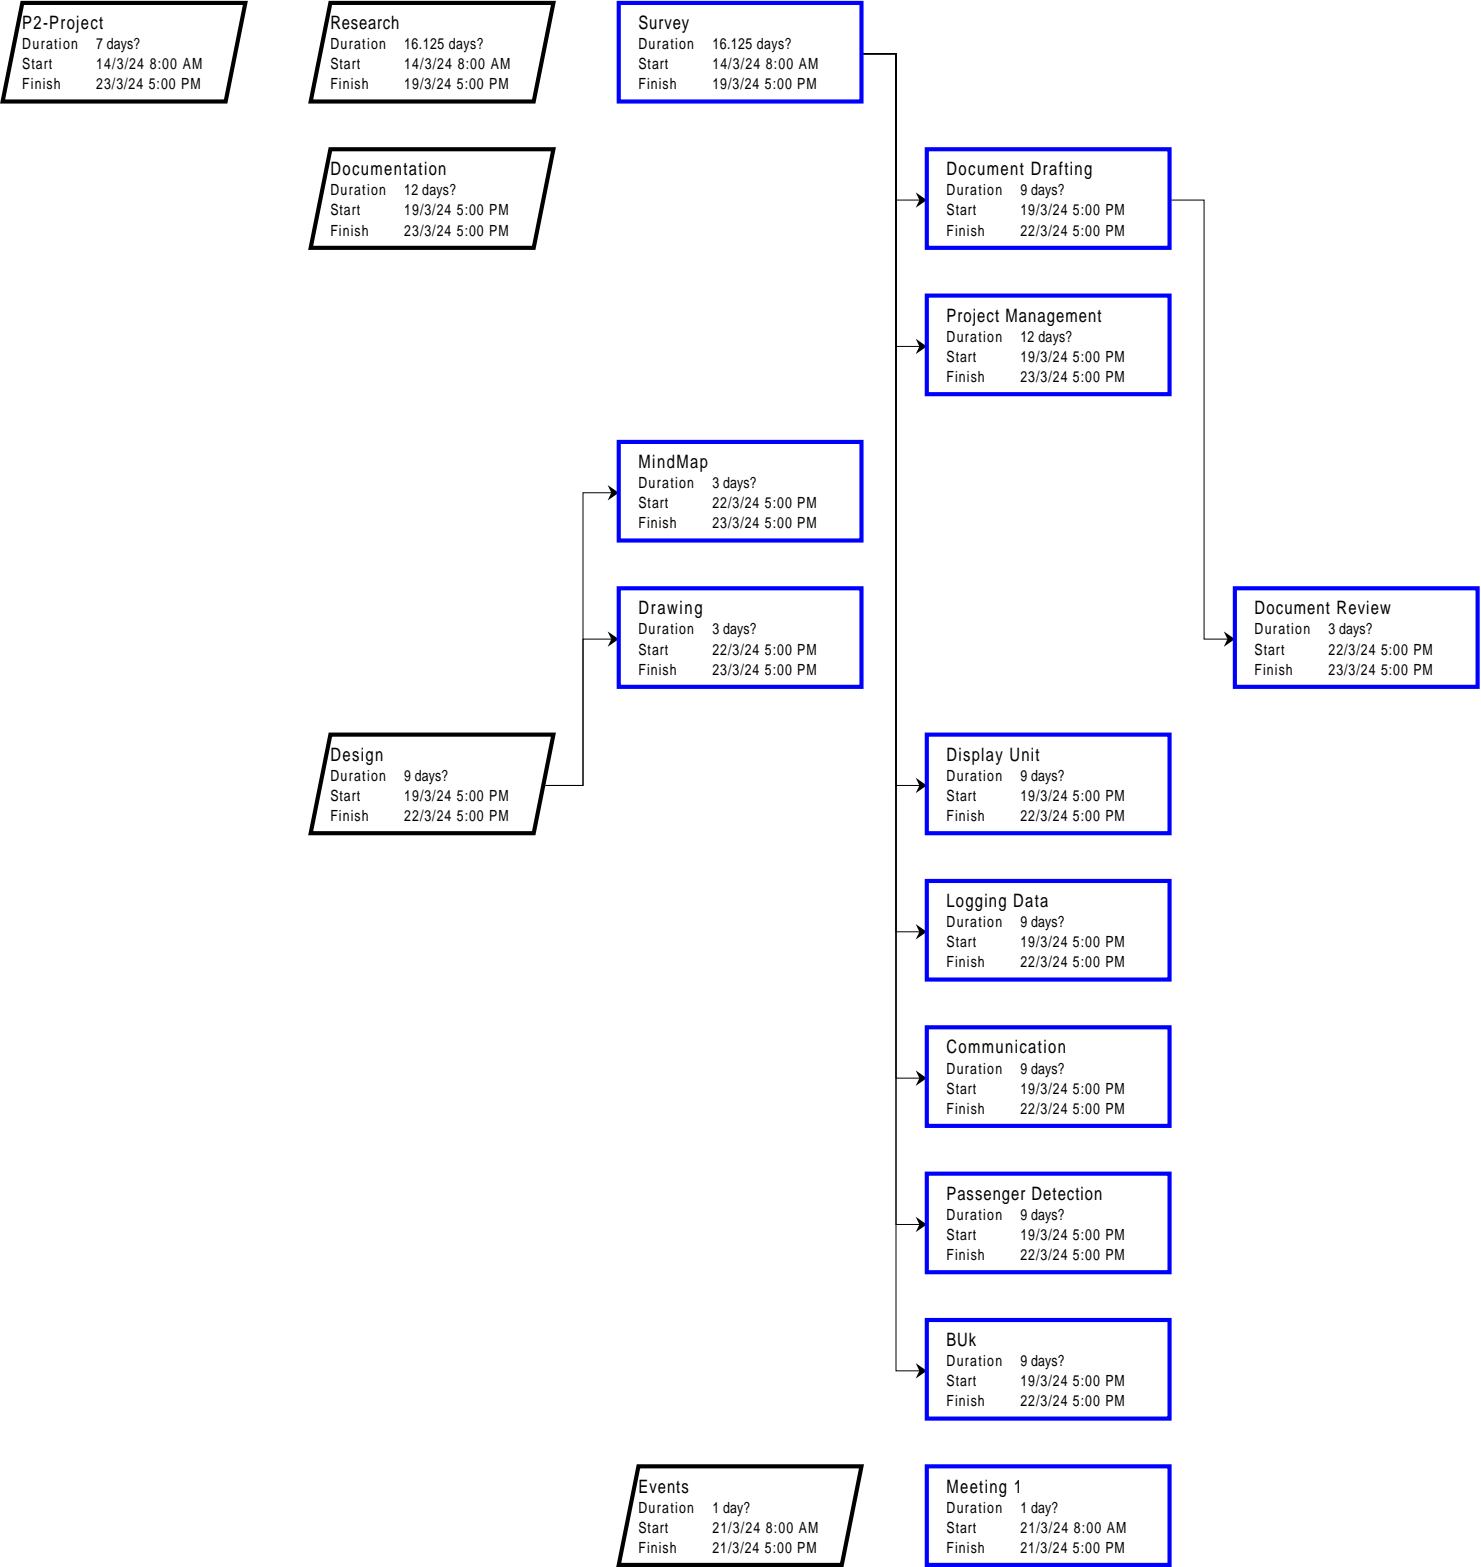 P2-Project
Duration 7 days?
Start 14/3/24 8:00 AM
Finish 23/3/24 5:00 PM
Research
Duration 16.125 days?
Start 14/3/24 8:00 AM
Finish 19/3/24 5:00 PM
Survey
Duration 16.125 days?
Start 14/3/24 8:00 AM
Finish 19/3/24 5:00 PM
Documentation
Duration 12 days?
Start 19/3/24 5:00 PM
Finish 23/3/24 5:00 PM
Document Drafting
Duration 9 days?
Start 19/3/24 5:00 PM
Finish 22/3/24 5:00 PM
Project Management
Duration 12 days?
Start 19/3/24 5:00 PM
Finish 23/3/24 5:00 PM
MindMap
Duration 3 days?
Start 22/3/24 5:00 PM
Finish 23/3/24 5:00 PM
Drawing
Duration 3 days?
Start 22/3/24 5:00 PM
Finish 23/3/24 5:00 PM
Document Review
Duration 3 days?
Start 22/3/24 5:00 PM
Finish 23/3/24 5:00 PM
Design
Duration 9 days?
Start 19/3/24 5:00 PM
Finish 22/3/24 5:00 PM
Display Unit
Duration 9 days?
Start 19/3/24 5:00 PM
Finish 22/3/24 5:00 PM
Logging Data
Duration 9 days?
Start 19/3/24 5:00 PM
Finish 22/3/24 5:00 PM
Communication
Duration 9 days?
Start 19/3/24 5:00 PM
Finish 22/3/24 5:00 PM
Passenger Detection
Duration 9 days?
Start 19/3/24 5:00 PM
Finish 22/3/24 5:00 PM
BUk
Duration 9 days?
Start 19/3/24 5:00 PM
Finish 22/3/24 5:00 PM
Events
Duration 1 day?
Start 21/3/24 8:00 AM
Finish 21/3/24 5:00 PM
Meeting 1
Duration 1 day?
Start 21/3/24 8:00 AM
Finish 21/3/24 5:00 PM